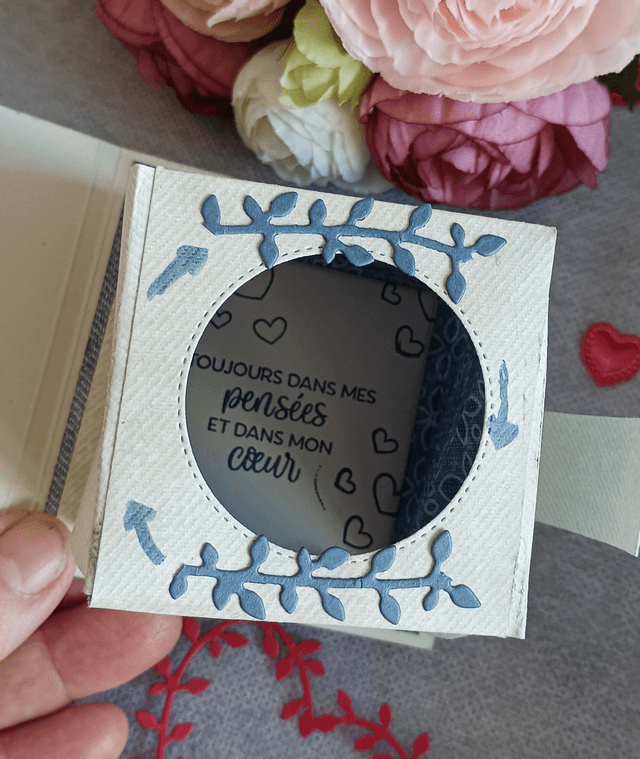 TOUJOURS DANS MES
pensées
ET DANS MON
cœur